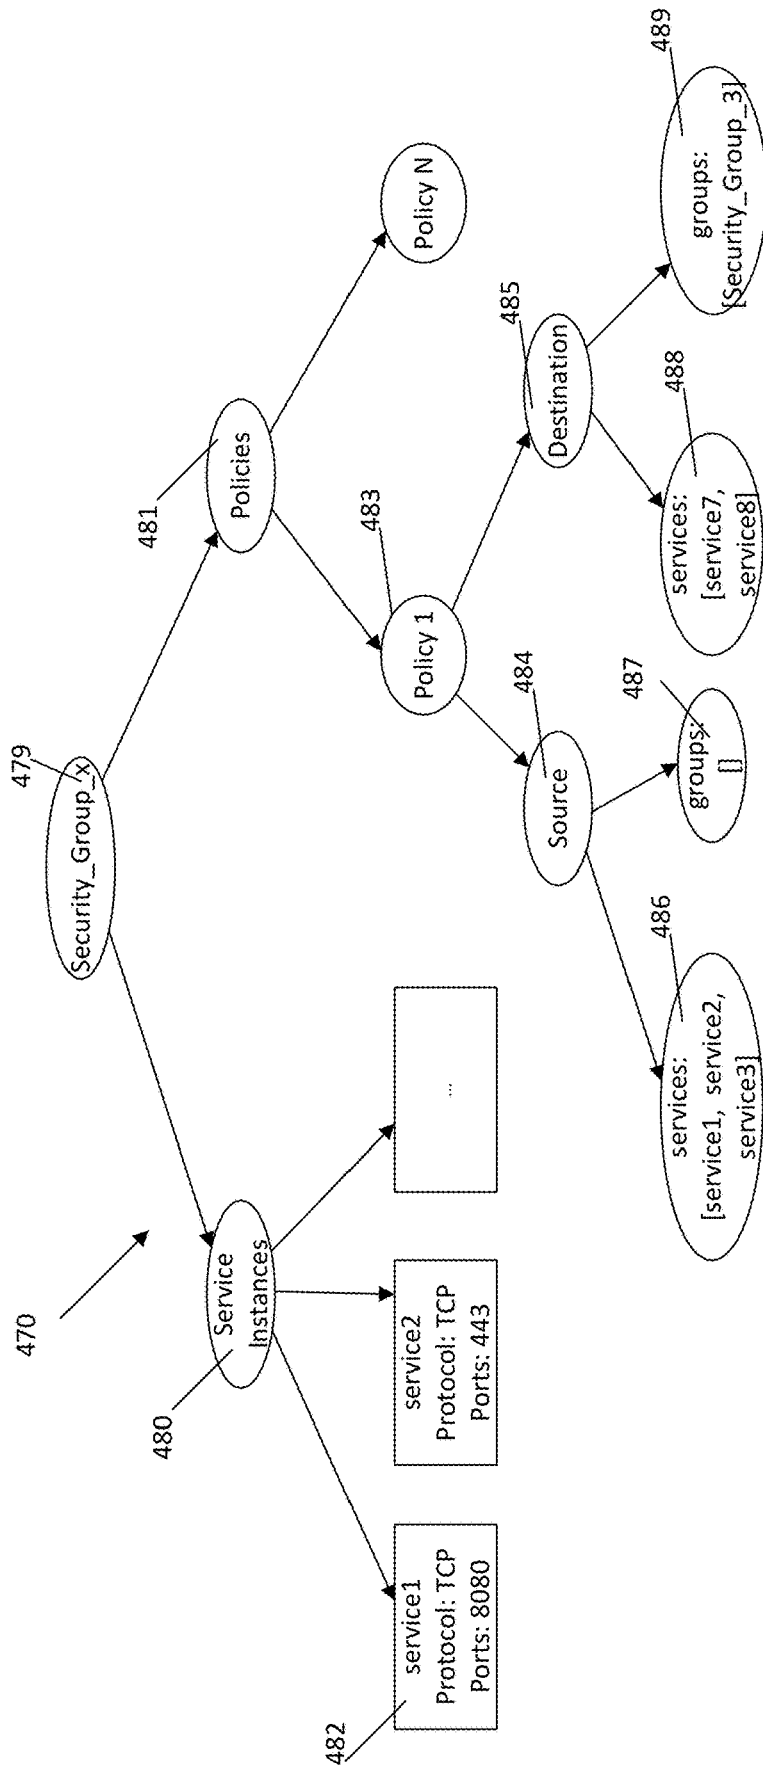 470
479
Security_Group_x
480
Service
Instances
481
Policies
482
service1
Protocol: TCP
Ports: 8080
service2
Protocol: TCP
Ports: 443
...
483
Policy 1
Policy N
484
Source
485
Destination
486
services:
[service1, service2,
service3]
487
groups:
[]
488
services:
[service7,
service8]
489
groups:
[Security_Group_3]